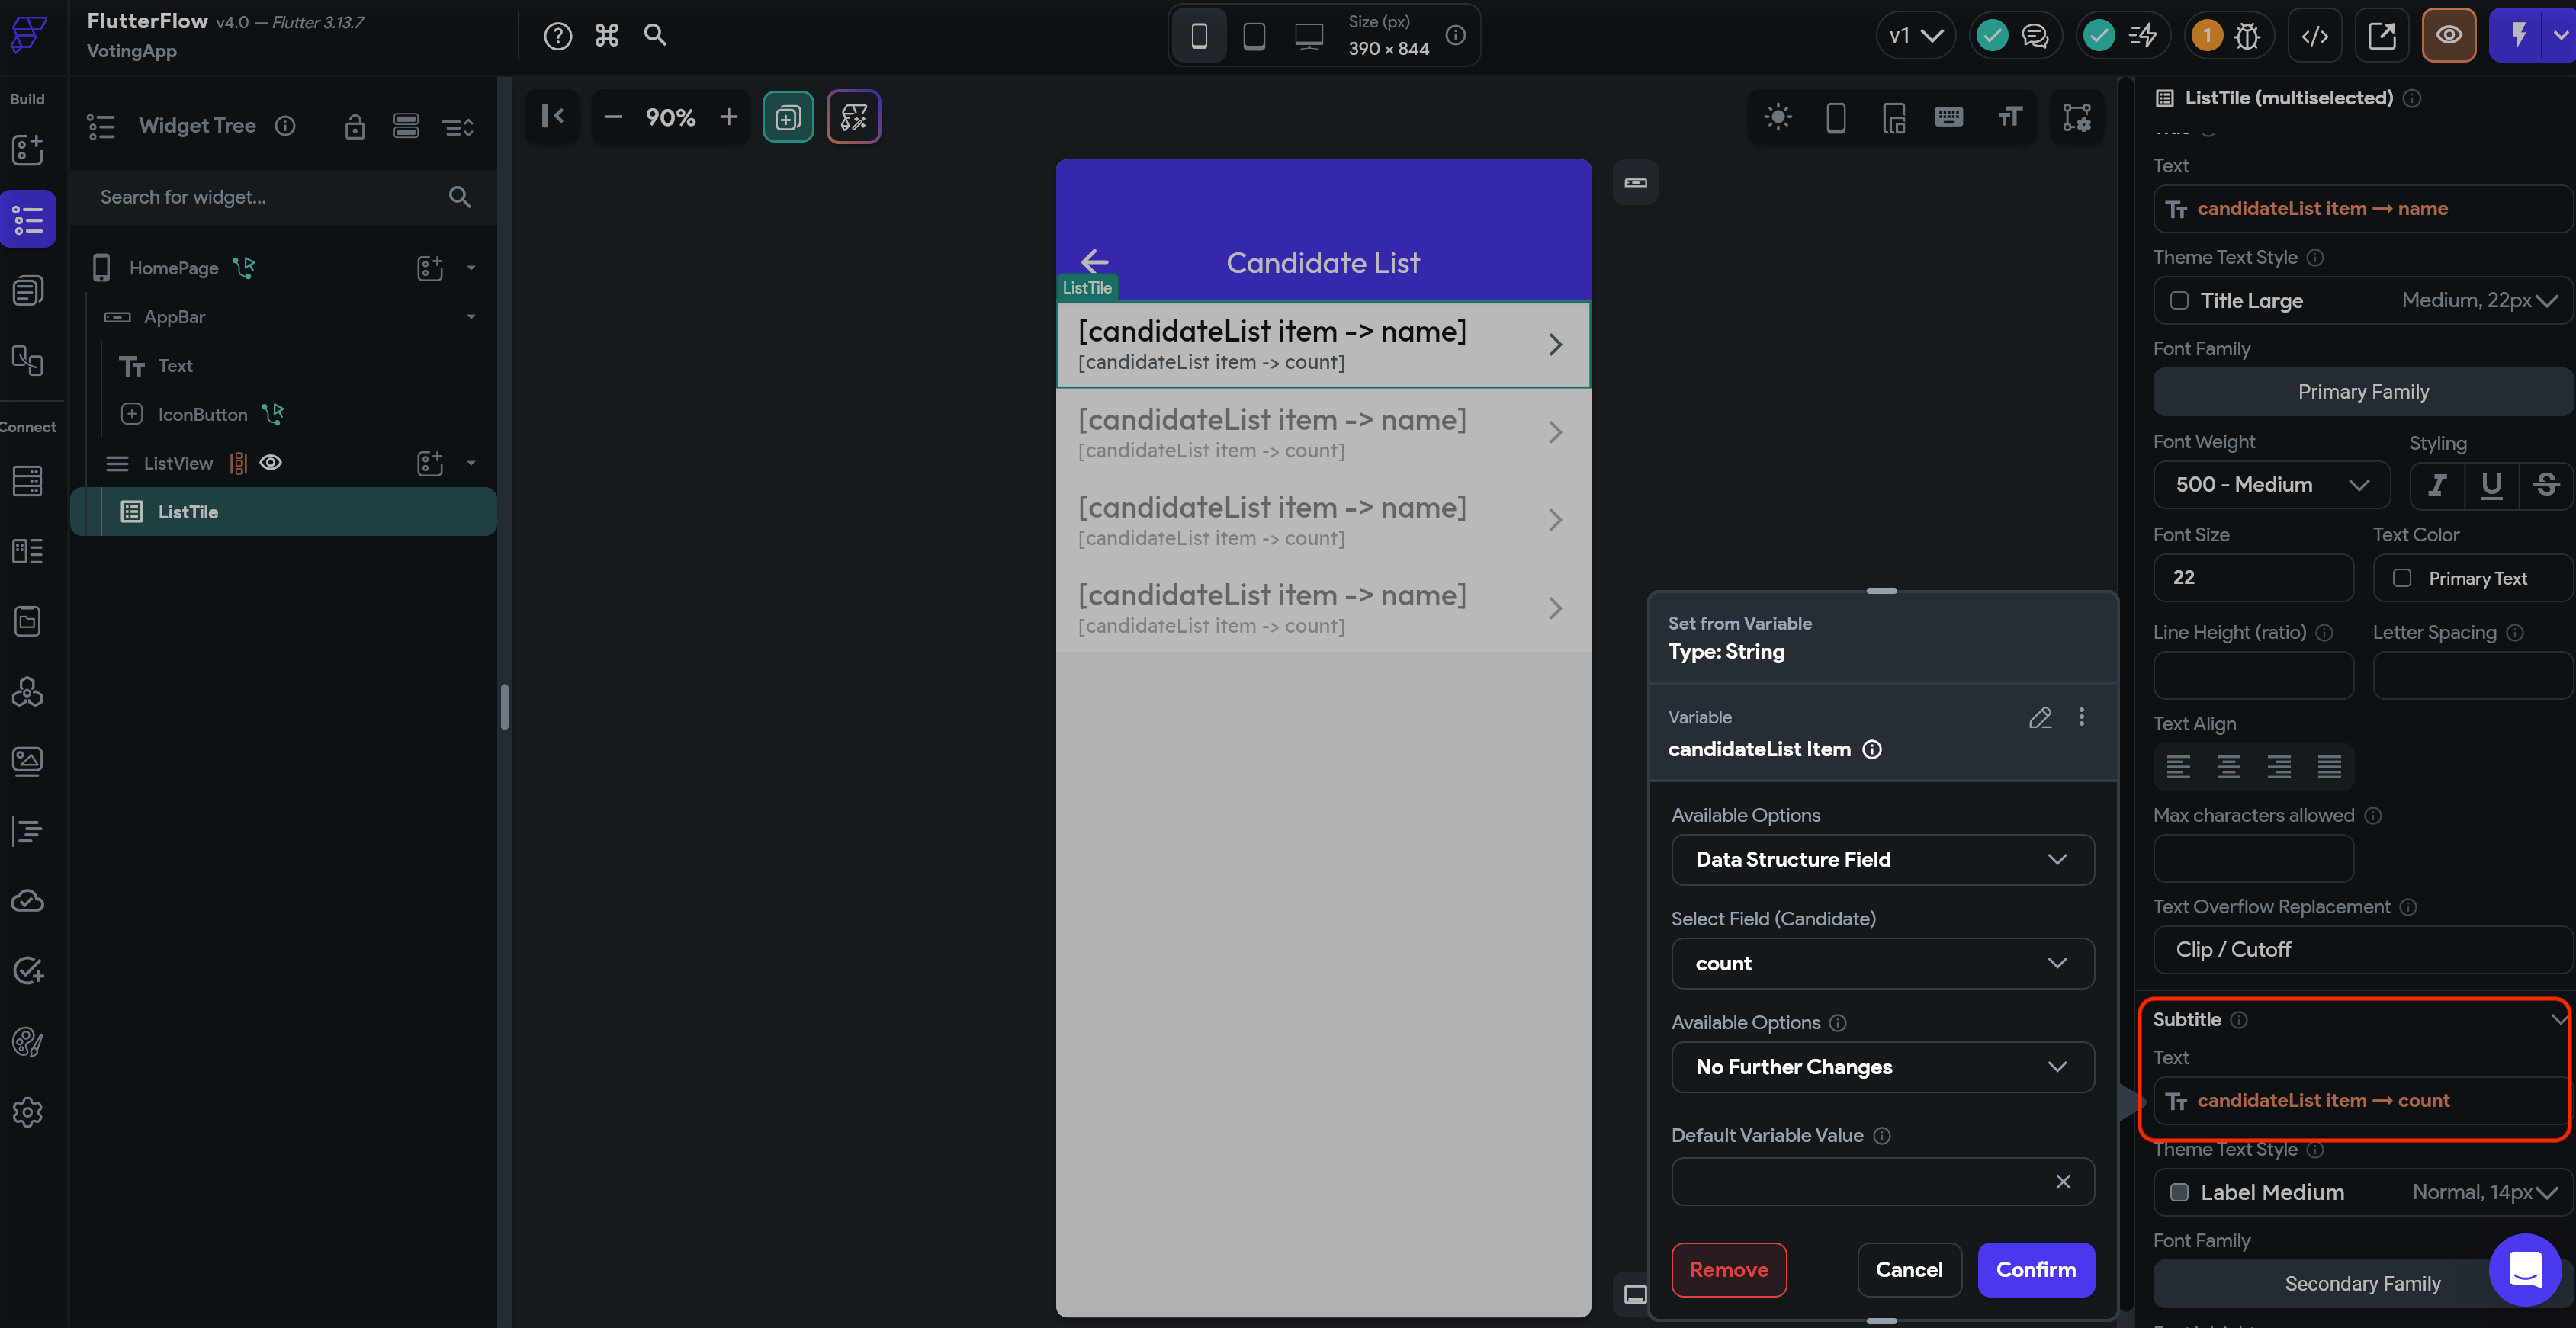 FlutterFlow v4.0 — Flutter 3.13.7
VotingApp
Size (px)
390 × 844
v1
1
Build
Connect
Widget Tree
Search for widget...
HomePage
AppBar
Text
IconButton
ListView
ListTile
90%
Candidate List
ListTile
[candidateList item -> name]
[candidateList item -> count]
[candidateList item -> name]
[candidateList item -> count]
[candidateList item -> name]
[candidateList item -> count]
[candidateList item -> name]
[candidateList item -> count]
Set from Variable
Type: String
Variable
candidateList Item
Available Options
Data Structure Field
Select Field (Candidate)
count
Available Options
No Further Changes
Default Variable Value
Remove
Cancel
Confirm
ListTile (multiselected)
Text
candidateList item → name
Theme Text Style
Title Large
Medium, 22px
Font Family
Primary Family
Font Weight
Styling
500 - Medium
Font Size
Text Color
22
Primary Text
Line Height (ratio)
Letter Spacing
Text Align
Max characters allowed
Text Overflow Replacement
Clip / Cutoff
Subtitle
Text
candidateList item → count
Theme Text Style
Label Medium
Normal, 14px
Font Family
Secondary Family